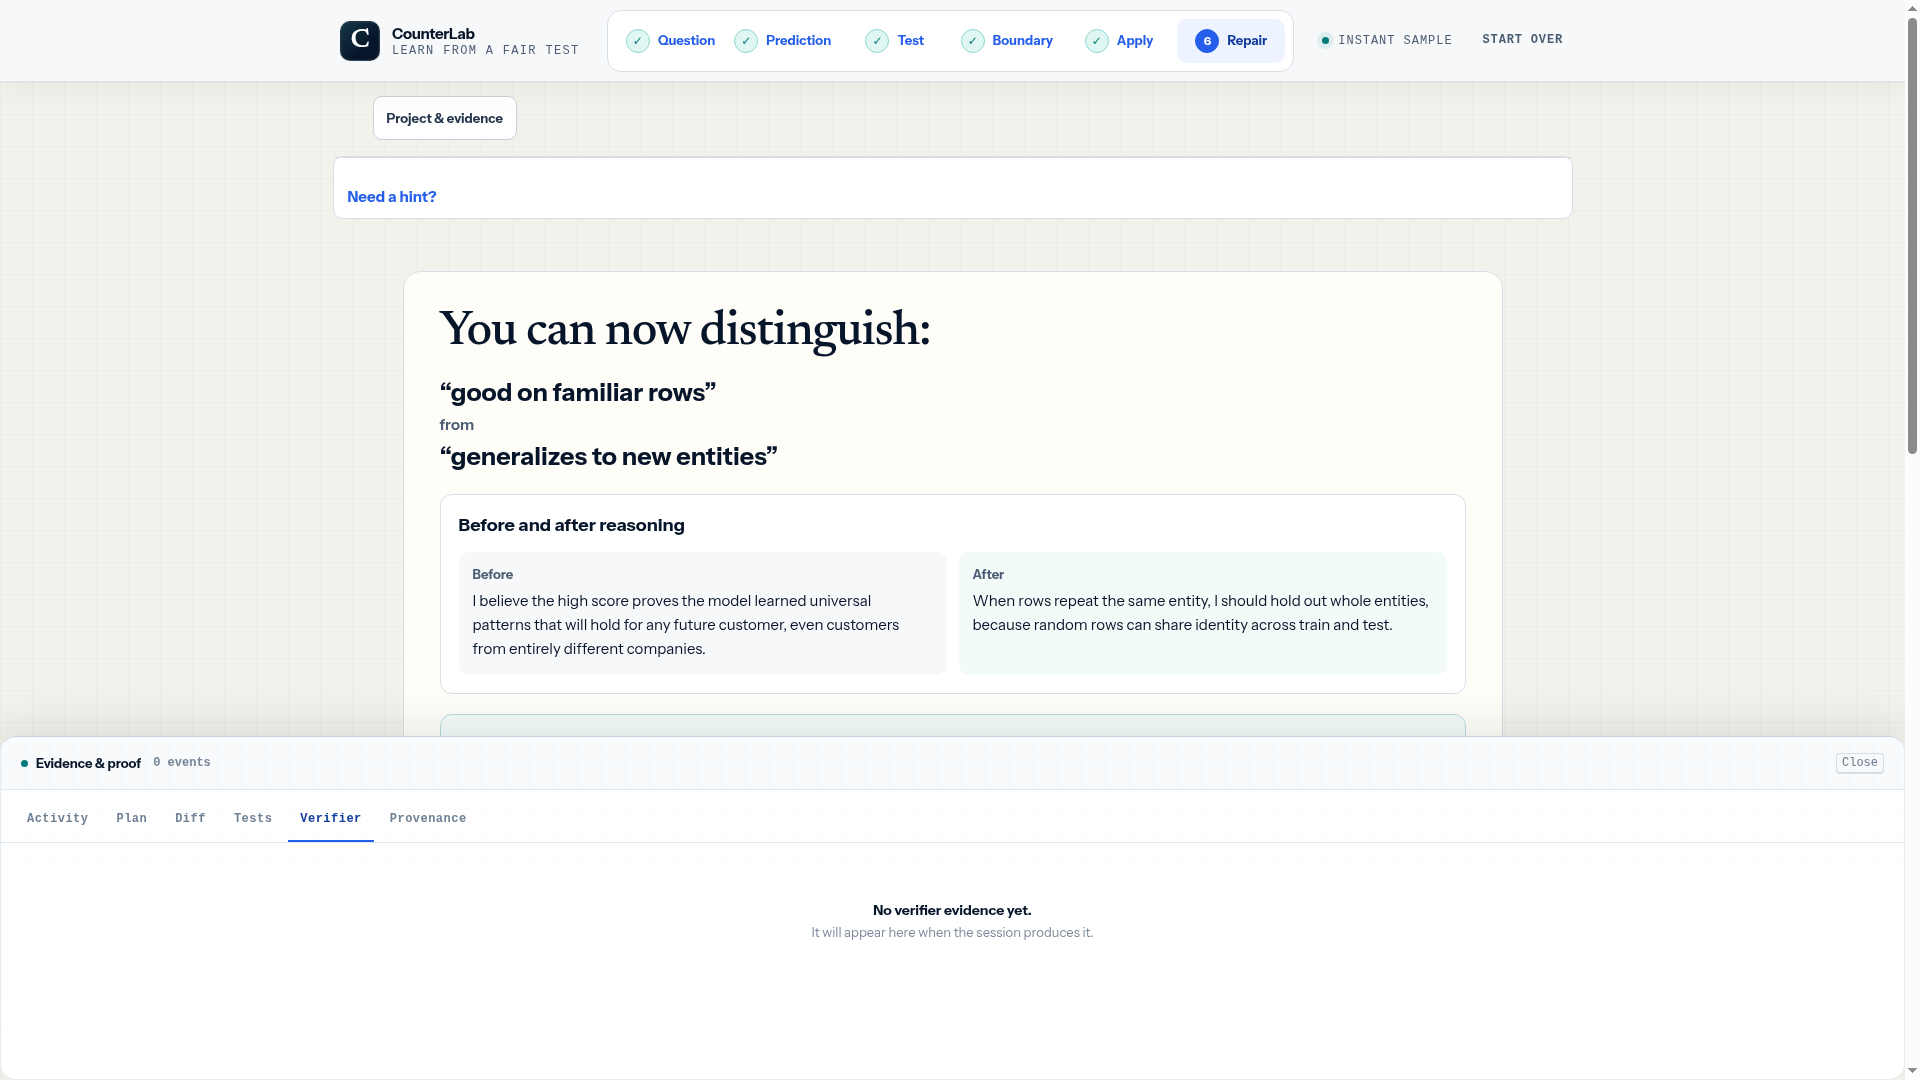 C
CounterLab
LEARN FROM A FAIR TEST
✓ Question
✓ Prediction
✓ Test
✓ Boundary
✓ Apply
6 Repair
INSTANT SAMPLE
START OVER
Project & evidence
Need a hint?
You can now distinguish:
“good on familiar rows”
from
“generalizes to new entities”
Before and after reasoning
Before
I believe the high score proves the model learned universal
patterns that will hold for any future customer, even customers
from entirely different companies.
After
When rows repeat the same entity, I should hold out whole entities,
because random rows can share identity across train and test.
Evidence & proof 0 events
Close
Activity Plan Diff Tests Verifier Provenance
No verifier evidence yet.
It will appear here when the session produces it.